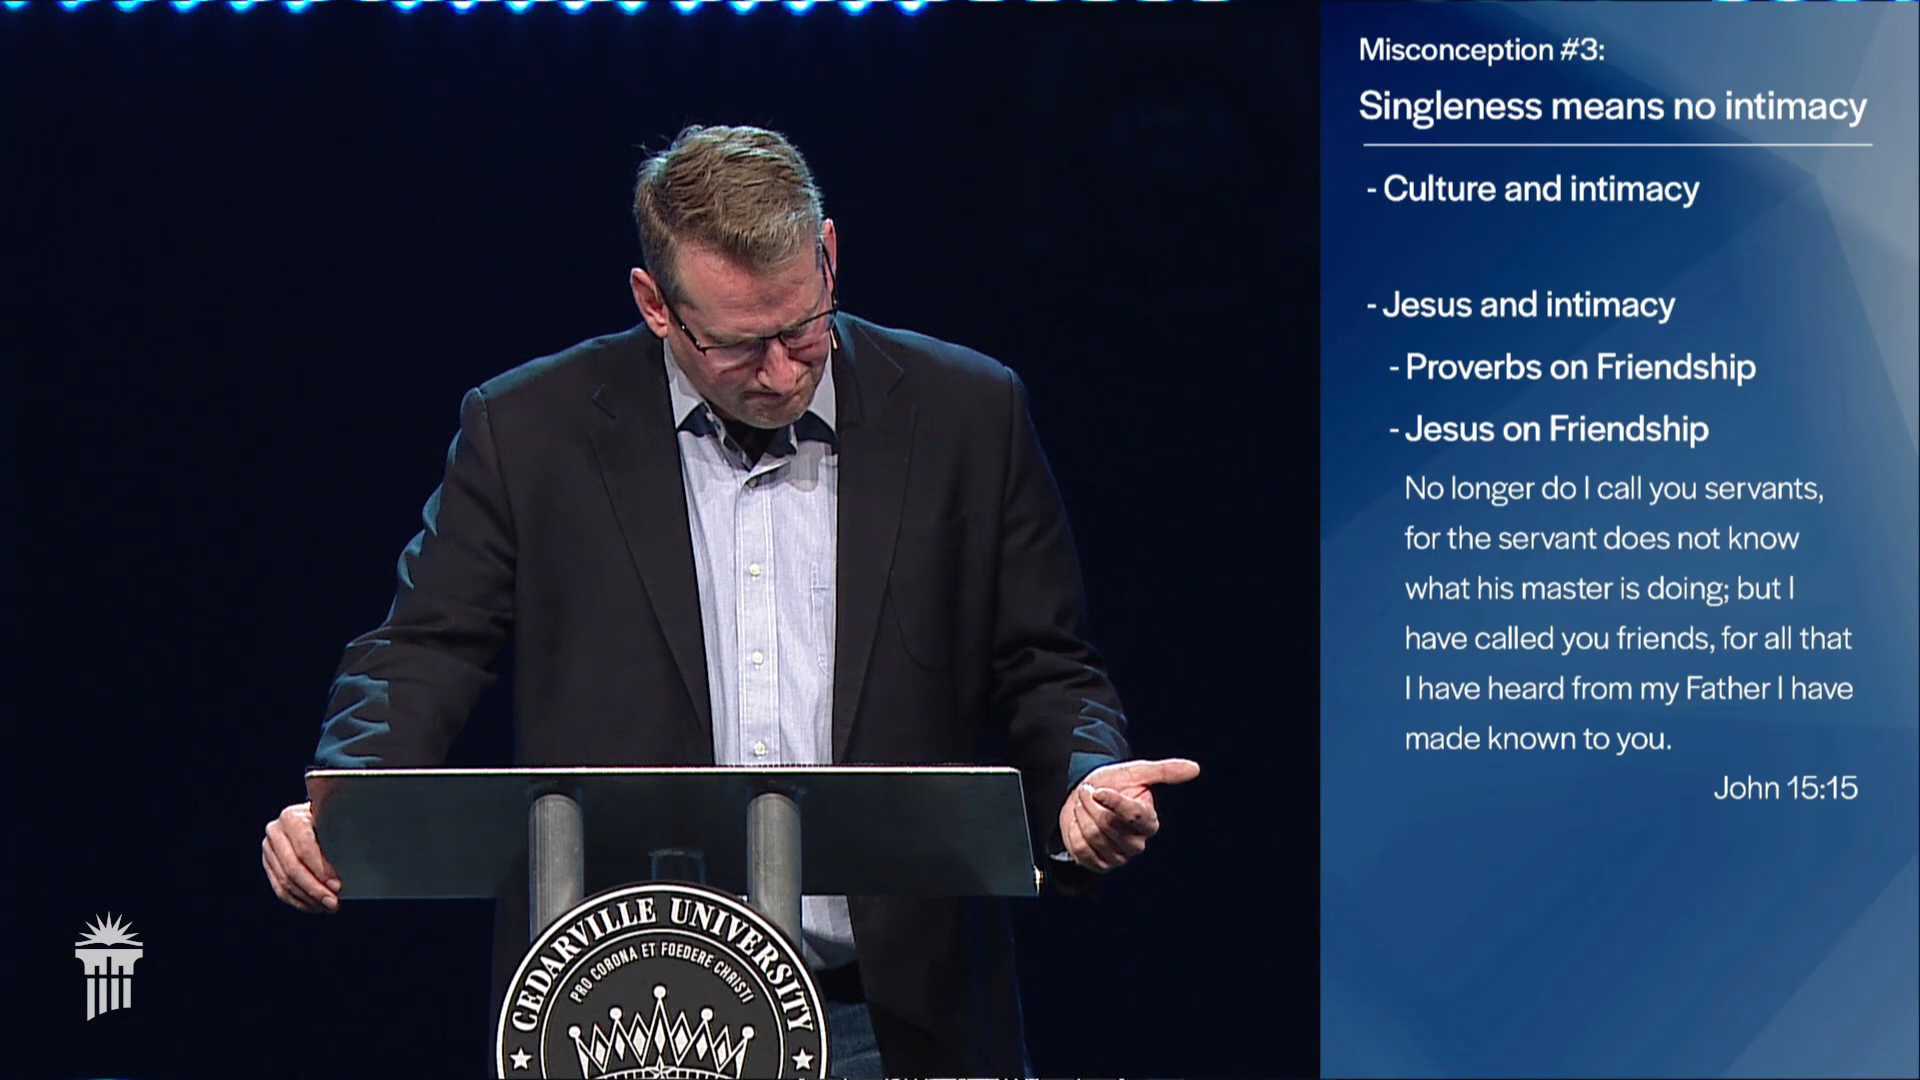 Misconception #3:
Singleness means no intimacy
- Culture and intimacy
- Jesus and intimacy
- Proverbs on Friendship
- Jesus on Friendship
No longer do I call you servants,
for the servant does not know
what his master is doing; but I
have called you friends, for all that
I have heard from my Father I have
made known to you.
John 15:15
CEDARVILLE UNIVERSITY
PRO CORONA ET FOEDERE CHRISTI